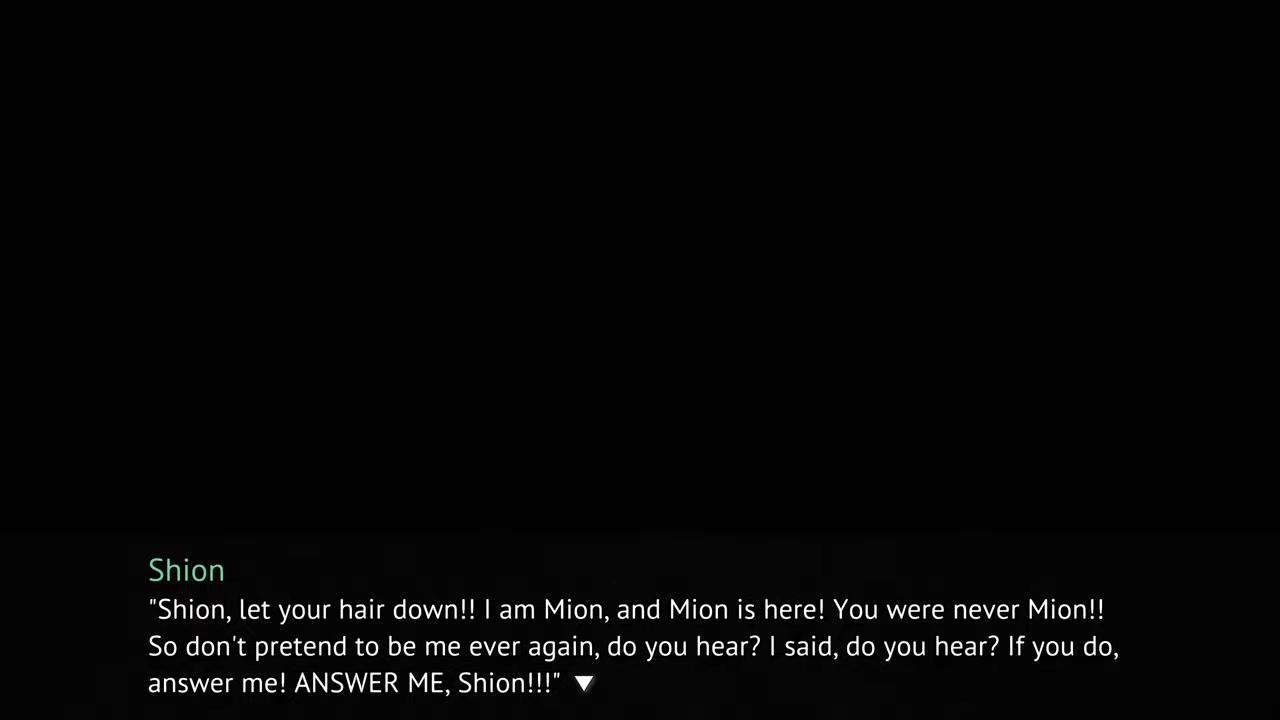 Shion
"Shion, let your hair down!! I am Mion, and Mion is here! You were never Mion!!
So don't pretend to be me ever again, do you hear? I said, do you hear? If you do,
answer me! ANSWER ME, Shion!!!" ▼